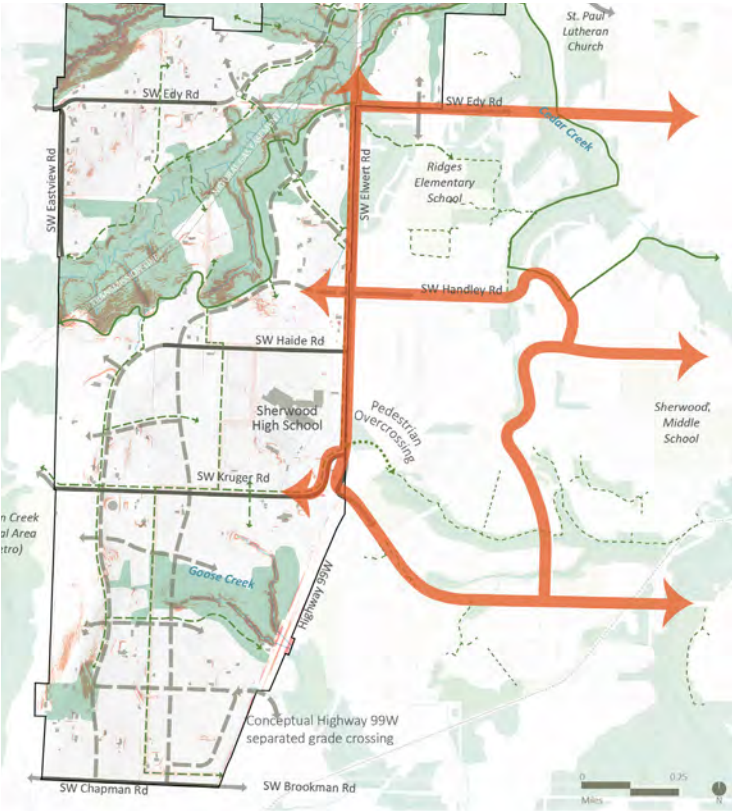 St. Paul
Lutheran
Church
SW Edy Rd
SW Edy Rd
Cedar Creek
SW Eastview Rd
SW Elwert Rd
Ridges
Elementary
School
SW Handley Rd
SW Haide Rd
Sherwood
High School
Pedestrian
Overcrossing
Sherwood,
Middle
School
SW Kruger Rd
n Creek
al Area
etro)
Goose Creek
Highway 99W
Conceptual Highway 99W
separated grade crossing
0 0.25
Miles
N
SW Chapman Rd
SW Brookman Rd